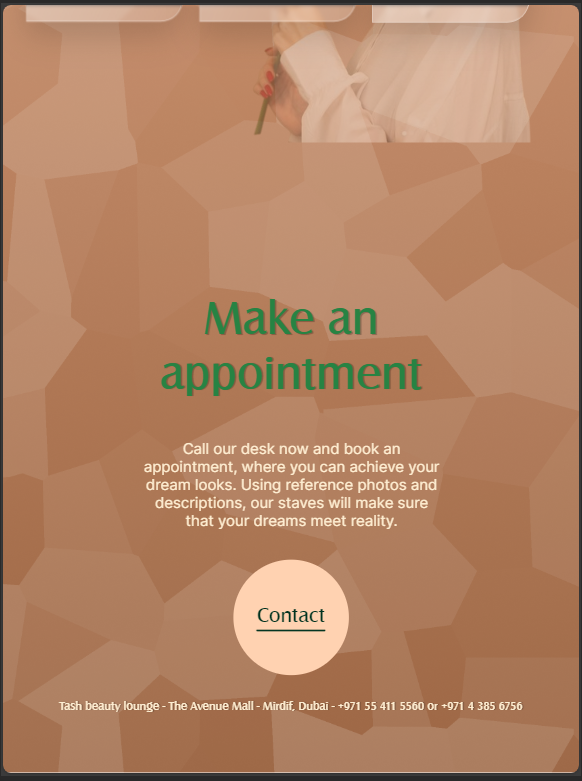 Make an
appointment
Call our desk now and book an
appointment, where you can achieve your
dream looks. Using reference photos and
descriptions, our staves will make sure
that your dreams meet reality.
Contact
Tash beauty lounge - The Avenue Mall - Mirdif, Dubai - +971 55 411 5560 or +971 4 385 6756